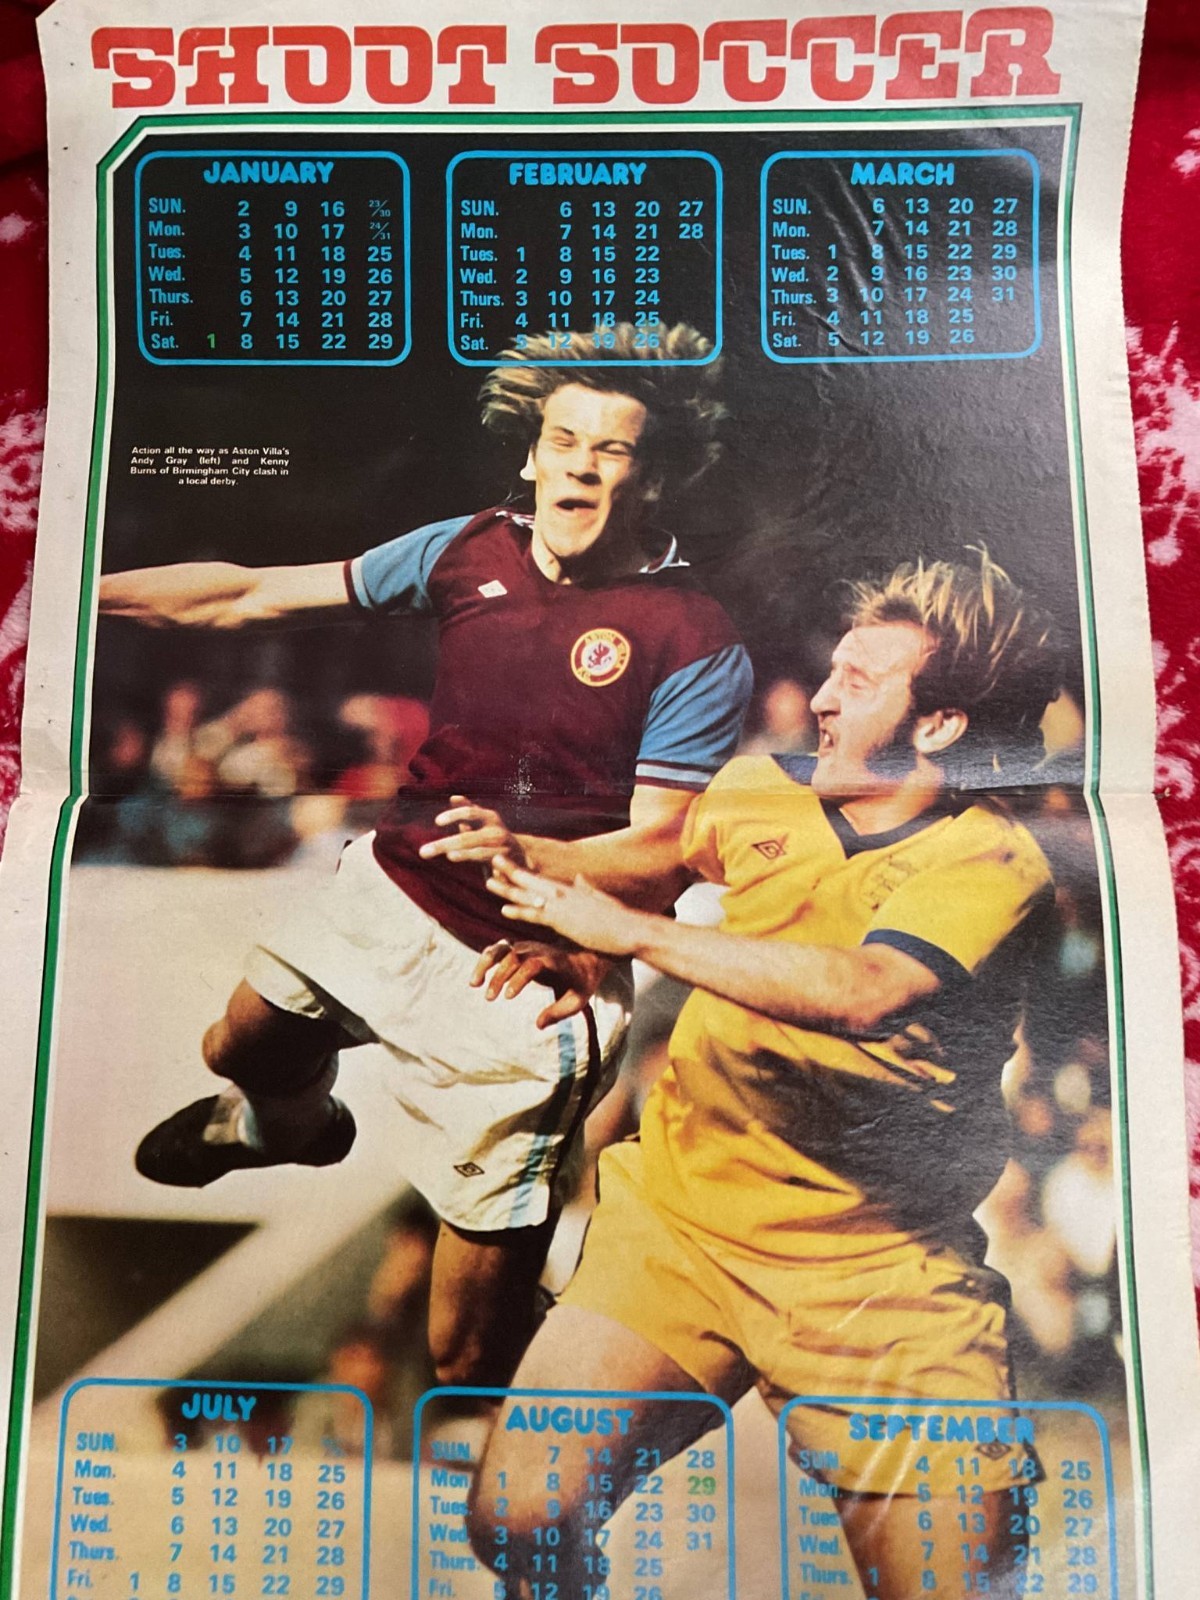 SHOOT SOCCER
JANUARY
SUN. 2 9 16 23/30
Mon. 3 10 17 24/31
Tues. 4 11 18 25
Wed. 5 12 19 26
Thurs. 6 13 20 27
Fri. 7 14 21 28
Sat. 1 8 15 22 29
FEBRUARY
SUN. 6 13 20 27
Mon. 7 14 21 28
Tues. 1 8 15 22
Wed. 2 9 16 23
Thurs. 3 10 17 24
Fri. 4 11 18 25
Sat. 5 12 19 26
MARCH
SUN. 6 13 20 27
Mon. 7 14 21 28
Tues. 1 8 15 22 29
Wed. 2 9 16 23 30
Thurs. 3 10 17 24 31
Fri. 4 11 18 25
Sat. 5 12 19 26
Action all the way as Aston Villa's
Andy Gray (left) and Kenny
Burns of Birmingham City clash in
a local derby.
ASTON VILLA
JULY
SUN. 3 10 17
Mon. 4 11 18 25
Tues. 5 12 19 26
Wed. 6 13 20 27
Thurs. 7 14 21 28
Fri. 1 8 15 22 29
AUGUST
SUN. 7 14 21 28
Mon. 1 8 15 22 29
Tues. 2 9 16 23 30
Wed. 3 10 17 24 31
Thurs. 4 11 18 25
Fri. 5 12 19 26
SEPTEMBER
SUN. 4 11 18 25
Mon. 5 12 19 26
Tues. 6 13 20 27
Wed. 7 14 21 28
Thurs. 1 8 15 22 29